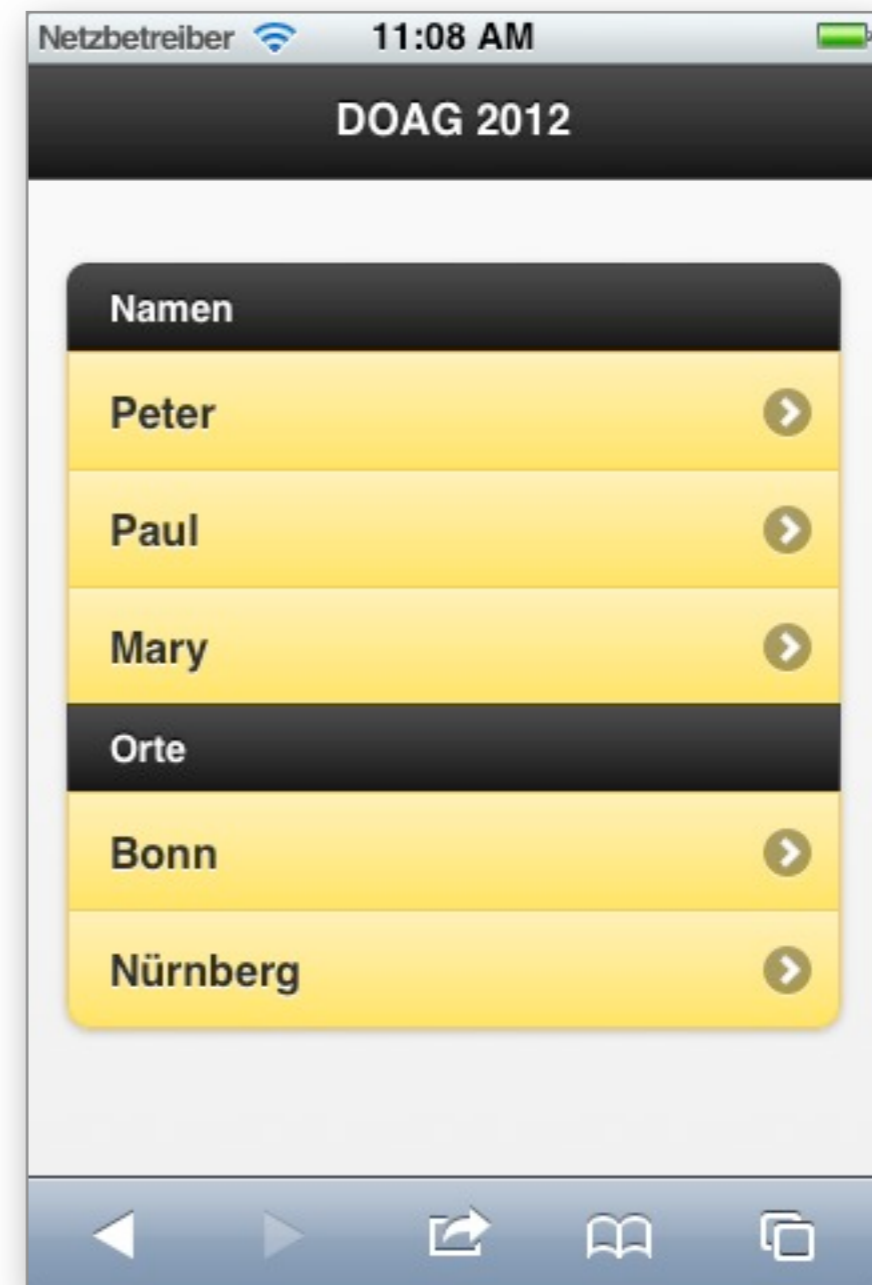 Netzbetreiber 11:08 AM
DOAG 2012
Namen
Peter
Paul
Mary
Orte
Bonn
Nürnberg